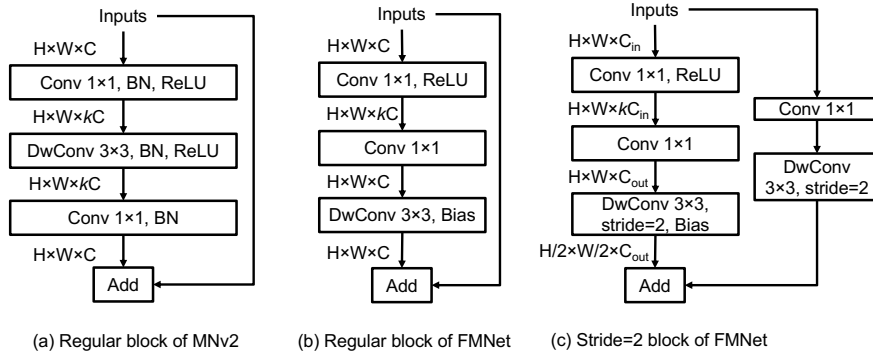 Inputs
H×W×C
Conv 1×1, BN, ReLU
H×W×kC
DwConv 3×3, BN, ReLU
H×W×kC
Conv 1×1, BN
H×W×C
Add
(a) Regular block of MNv2
Inputs
H×W×C
Conv 1×1, ReLU
H×W×kC
Conv 1×1
H×W×C
DwConv 3×3, Bias
H×W×C
Add
(b) Regular block of FMNet
Inputs
H×W×Cin
Conv 1×1, ReLU
H×W×kCin
Conv 1×1
H×W×Cout
DwConv 3×3,
stride=2, Bias
H/2×W/2×Cout
Add
Conv 1×1
DwConv
3×3, stride=2
(c) Stride=2 block of FMNet